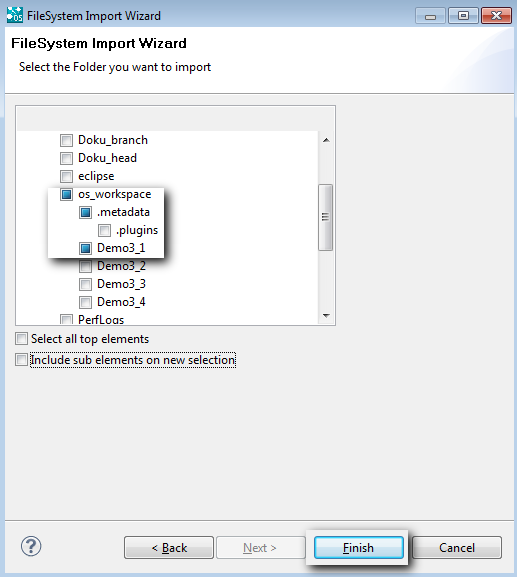 OS FileSystem Import Wizard
FileSystem Import Wizard
Select the Folder you want to import
Doku_branch
Doku_head
eclipse
os_workspace
.metadata
.plugins
Demo3_1
Demo3_2
Demo3_3
Demo3_4
PerfLogs
Select all top elements
Include sub elements on new selection
? < Back Next > Finish Cancel